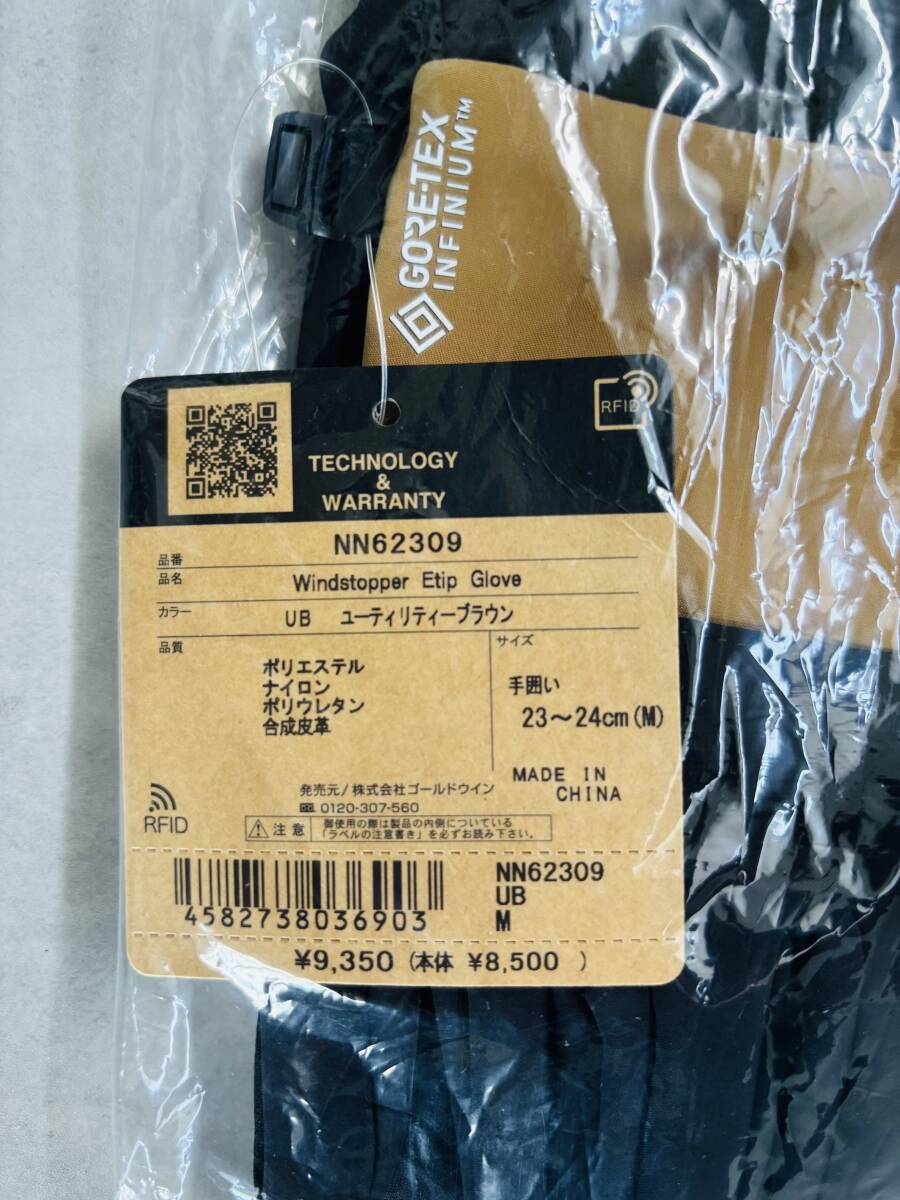 GORE-TEX
INFINIUM™
RFID
TECHNOLOGY
&
WARRANTY
品番 NN62309
品名 Windstopper Etip Glove
カラー UB ユーティリティーブラウン
品質
ポリエステル
ナイロン
ポリウレタン
合成皮革
サイズ
手囲い
23～24cm(M)
MADE IN
CHINA
発売元/株式会社ゴールドウイン
0120-307-560
RFID
注意
御使用の際は製品の内側についている
「ラベルの注意書き」を必ずお読み下さい。
4582738036903
NN62309
UB
M
¥9,350 (本体 ¥8,500 )